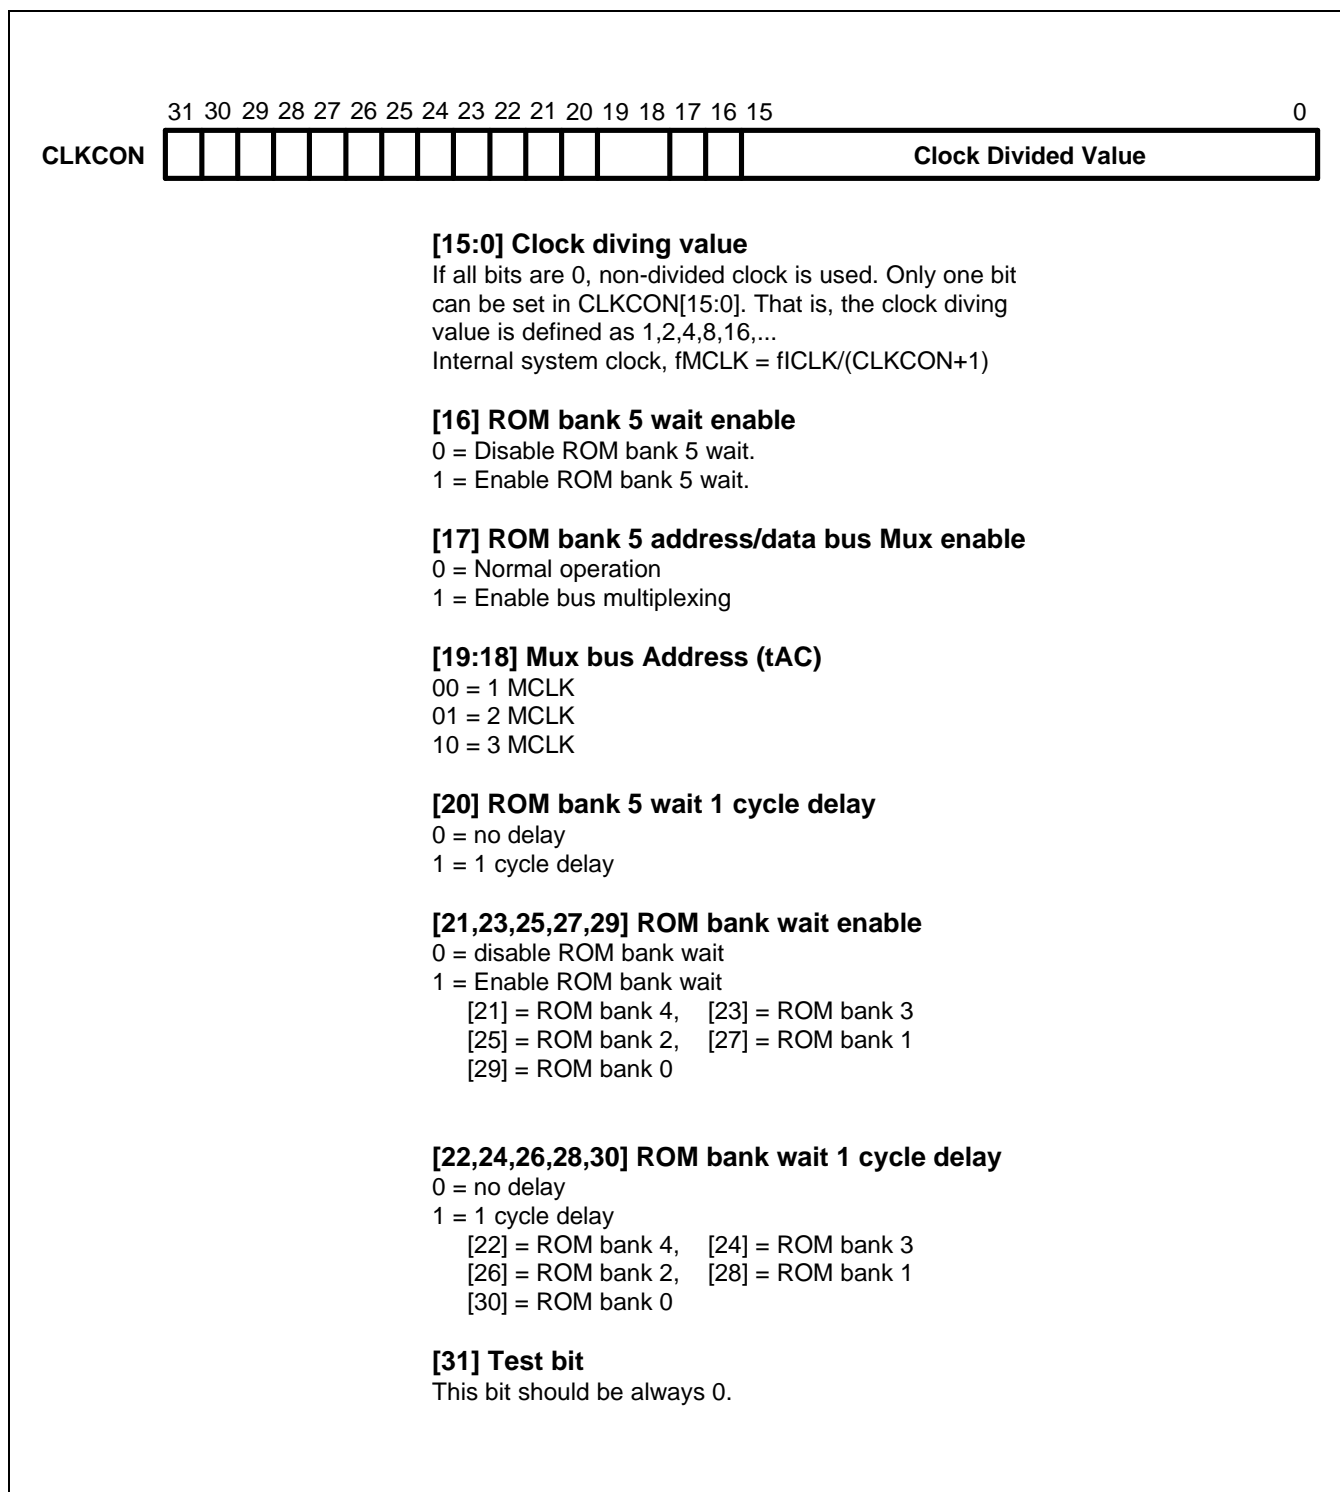 31 30 29 28 27 26 25 24 23 22 21 20 19 18 17 16 15 0
CLKCON Clock Divided Value
[15:0] Clock diving value
If all bits are 0, non-divided clock is used. Only one bit
can be set in CLKCON[15:0]. That is, the clock diving
value is defined as 1,2,4,8,16,...
Internal system clock, fMCLK = fICLK/(CLKCON+1)
[16] ROM bank 5 wait enable
0 = Disable ROM bank 5 wait.
1 = Enable ROM bank 5 wait.
[17] ROM bank 5 address/data bus Mux enable
0 = Normal operation
1 = Enable bus multiplexing
[19:18] Mux bus Address (tAC)
00 = 1 MCLK
01 = 2 MCLK
10 = 3 MCLK
[20] ROM bank 5 wait 1 cycle delay
0 = no delay
1 = 1 cycle delay
[21,23,25,27,29] ROM bank wait enable
0 = disable ROM bank wait
1 = Enable ROM bank wait
[21] = ROM bank 4, [23] = ROM bank 3
[25] = ROM bank 2, [27] = ROM bank 1
[29] = ROM bank 0
[22,24,26,28,30] ROM bank wait 1 cycle delay
0 = no delay
1 = 1 cycle delay
[22] = ROM bank 4, [24] = ROM bank 3
[26] = ROM bank 2, [28] = ROM bank 1
[30] = ROM bank 0
[31] Test bit
This bit should be always 0.